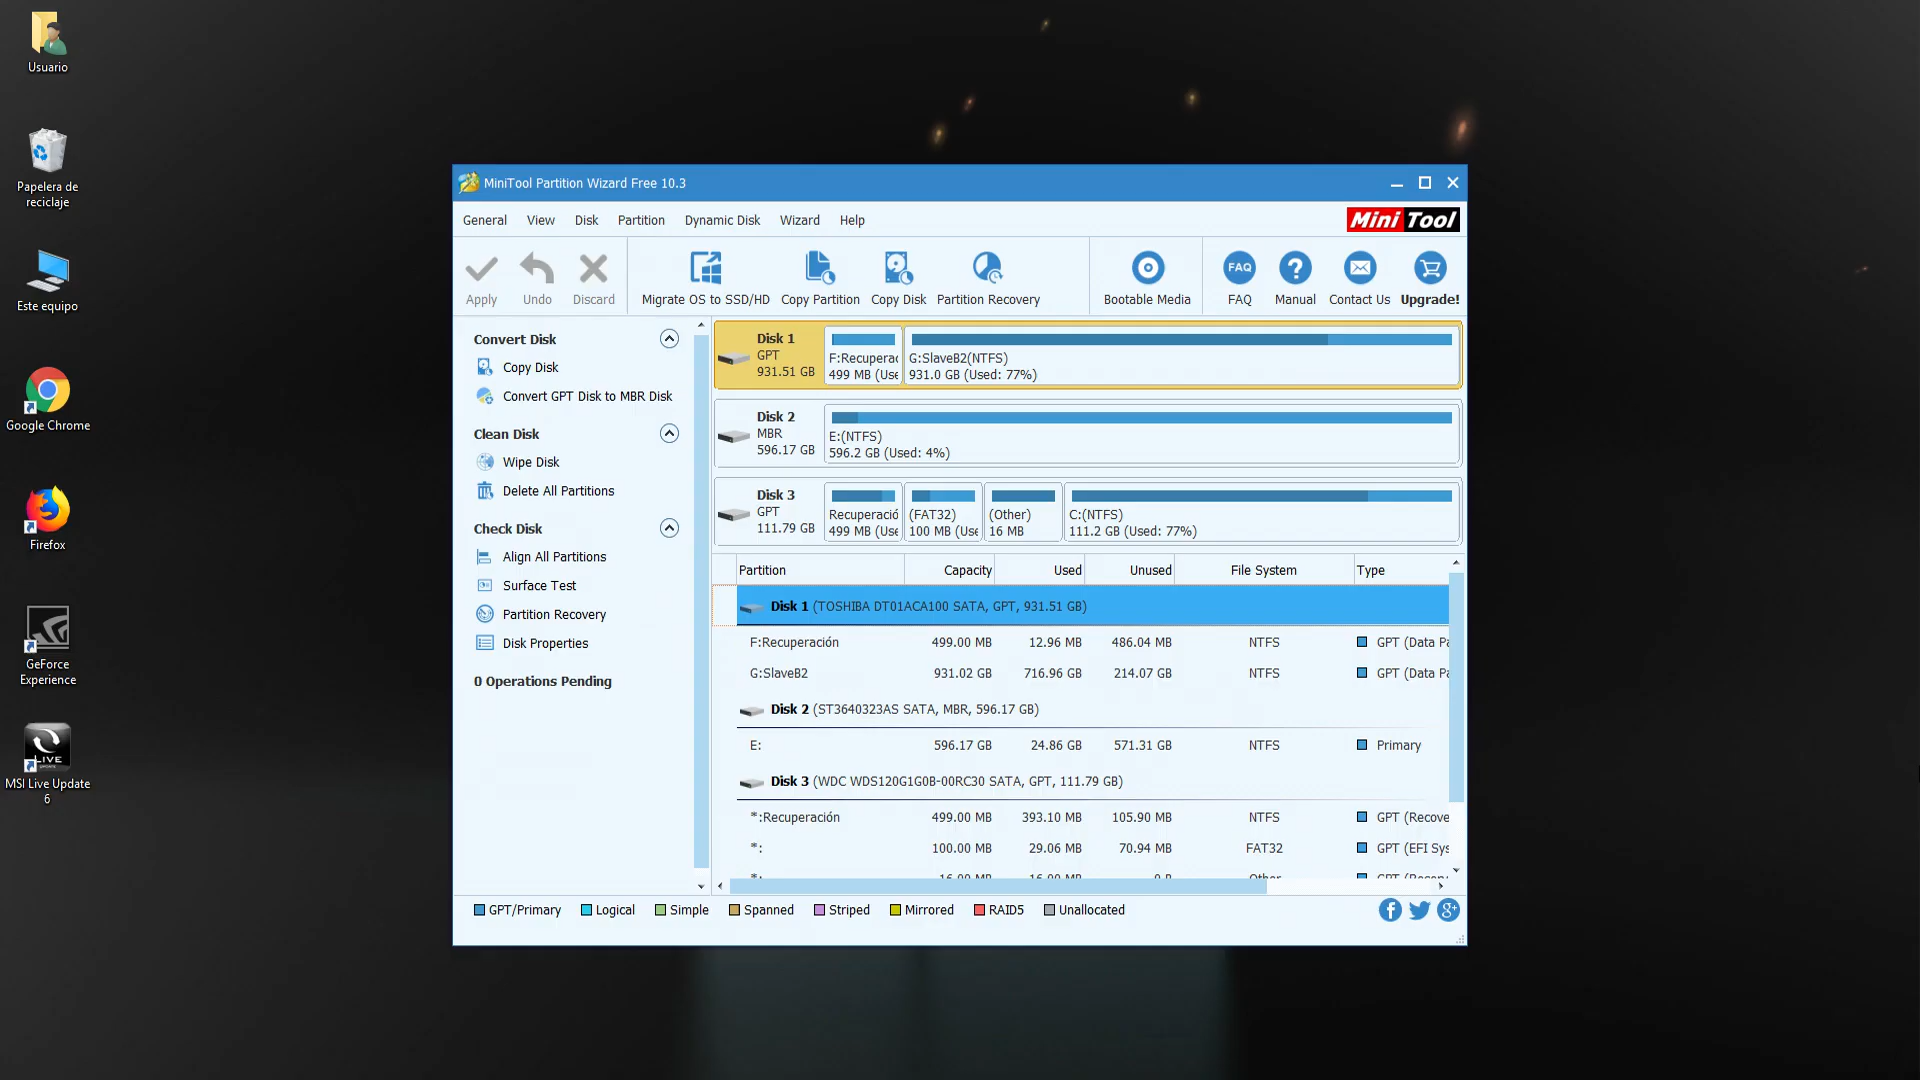 Usuario
Papelera de
reciclaje
Este equipo
Google Chrome
Firefox
GeForce
Experience
LIVE
MSI Live Update
6
MiniTool Partition Wizard Free 10.3
General View Disk Partition Dynamic Disk Wizard Help
Mini Tool
Apply Undo Discard Migrate OS to SSD/HD Copy Partition Copy Disk Partition Recovery Bootable Media FAQ FAQ Manual Contact Us Upgrade!
Convert Disk
Copy Disk
Convert GPT Disk to MBR Disk
Clean Disk
Wipe Disk
Delete All Partitions
Check Disk
Align All Partitions
Surface Test
Partition Recovery
Disk Properties
0 Operations Pending
Disk 1
GPT
931.51 GB
F:Recuperac
499 MB (Use
G:SlaveB2(NTFS)
931.0 GB (Used: 77%)
Disk 2
MBR
596.17 GB
E:(NTFS)
596.2 GB (Used: 4%)
Disk 3
GPT
111.79 GB
Recuperació
499 MB (Use
(FAT32)
100 MB (Use
(Other)
16 MB
C:(NTFS)
111.2 GB (Used: 77%)
Partition Capacity Used Unused File System Type
Disk 1 (TOSHIBA DT01ACA100 SATA, GPT, 931.51 GB)
F:Recuperación 499.00 MB 12.96 MB 486.04 MB NTFS GPT (Data Pa
G:SlaveB2 931.02 GB 716.96 GB 214.07 GB NTFS GPT (Data Pa
Disk 2 (ST3640323AS SATA, MBR, 596.17 GB)
E: 596.17 GB 24.86 GB 571.31 GB NTFS Primary
Disk 3 (WDC WDS120G1G0B-00RC30 SATA, GPT, 111.79 GB)
*:Recuperación 499.00 MB 393.10 MB 105.90 MB NTFS GPT (Recove
*: 100.00 MB 29.06 MB 70.94 MB FAT32 GPT (EFI Sys
*: 16.00 MB 16.00 MB 0 B Other
GPT/Primary Logical Simple Spanned Striped Mirrored RAID5 Unallocated